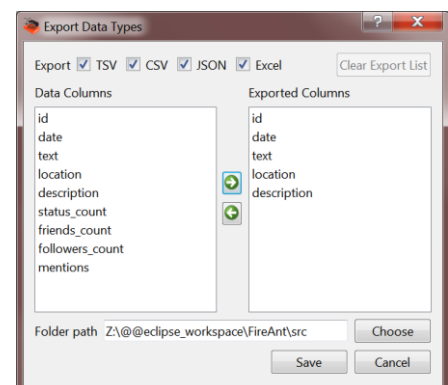 Export Data Types
Export TSV CSV JSON Excel Clear Export List
Data Columns
id
date
text
location
description
status_count
friends_count
followers_count
mentions
Exported Columns
id
date
text
location
description
Folder path Z:\@@eclipse_workspace\FireAnt\src Choose
Save Cancel